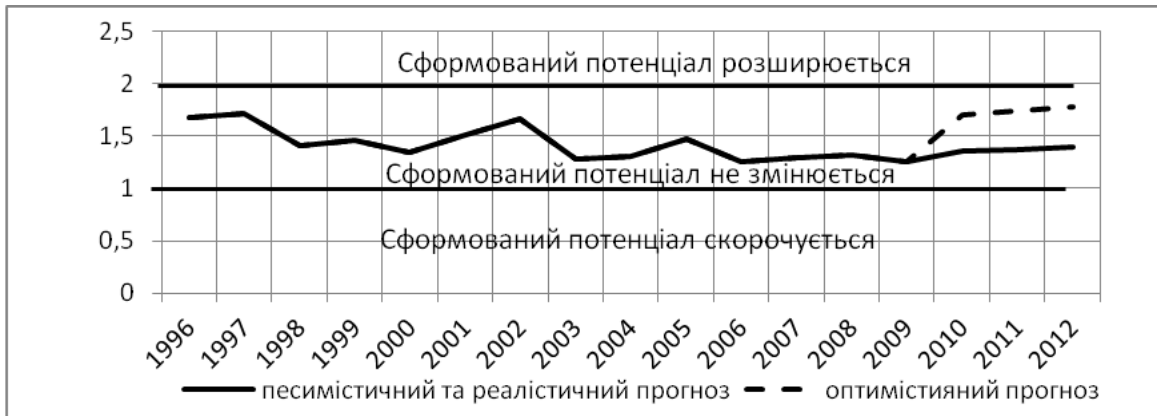 2,5
Сформований потенціал розширюється
2
1,5
Сформований потенціал не змінюється
1
Сформований потенціал скорочується
0,5
0
1996 1997 1998 1999 2000 2001 2002 2003 2004 2005 2006 2007 2008 2009 2010 2011 2012
песимістичний та реалістичний прогноз оптимістияний прогноз